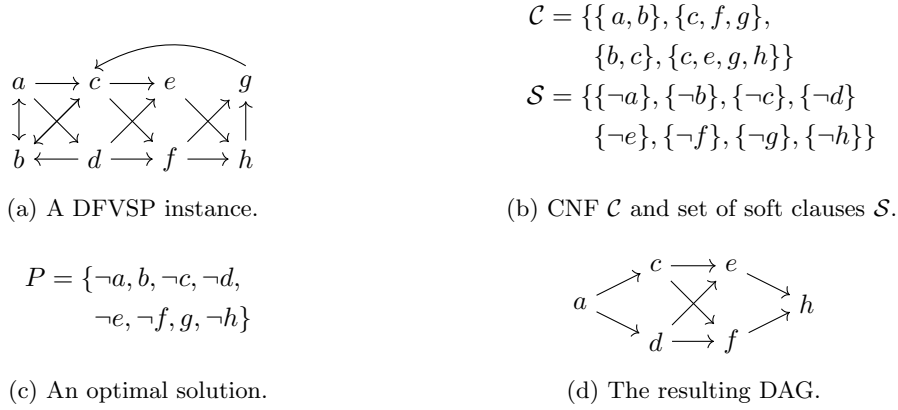 a c e g
b d f h
(a) A DFVSP instance.
𝒞 = {{ a, b}, {c, f, g},
{b, c}, {c, e, g, h}}
𝒮 = {{¬a}, {¬b}, {¬c}, {¬d}
{¬e}, {¬f}, {¬g}, {¬h}}
(b) CNF 𝒞 and set of soft clauses 𝒮.
P = {¬a, b, ¬c, ¬d,
¬e, ¬f, g, ¬h}
(c) An optimal solution.
c e
a h
d f
(d) The resulting DAG.